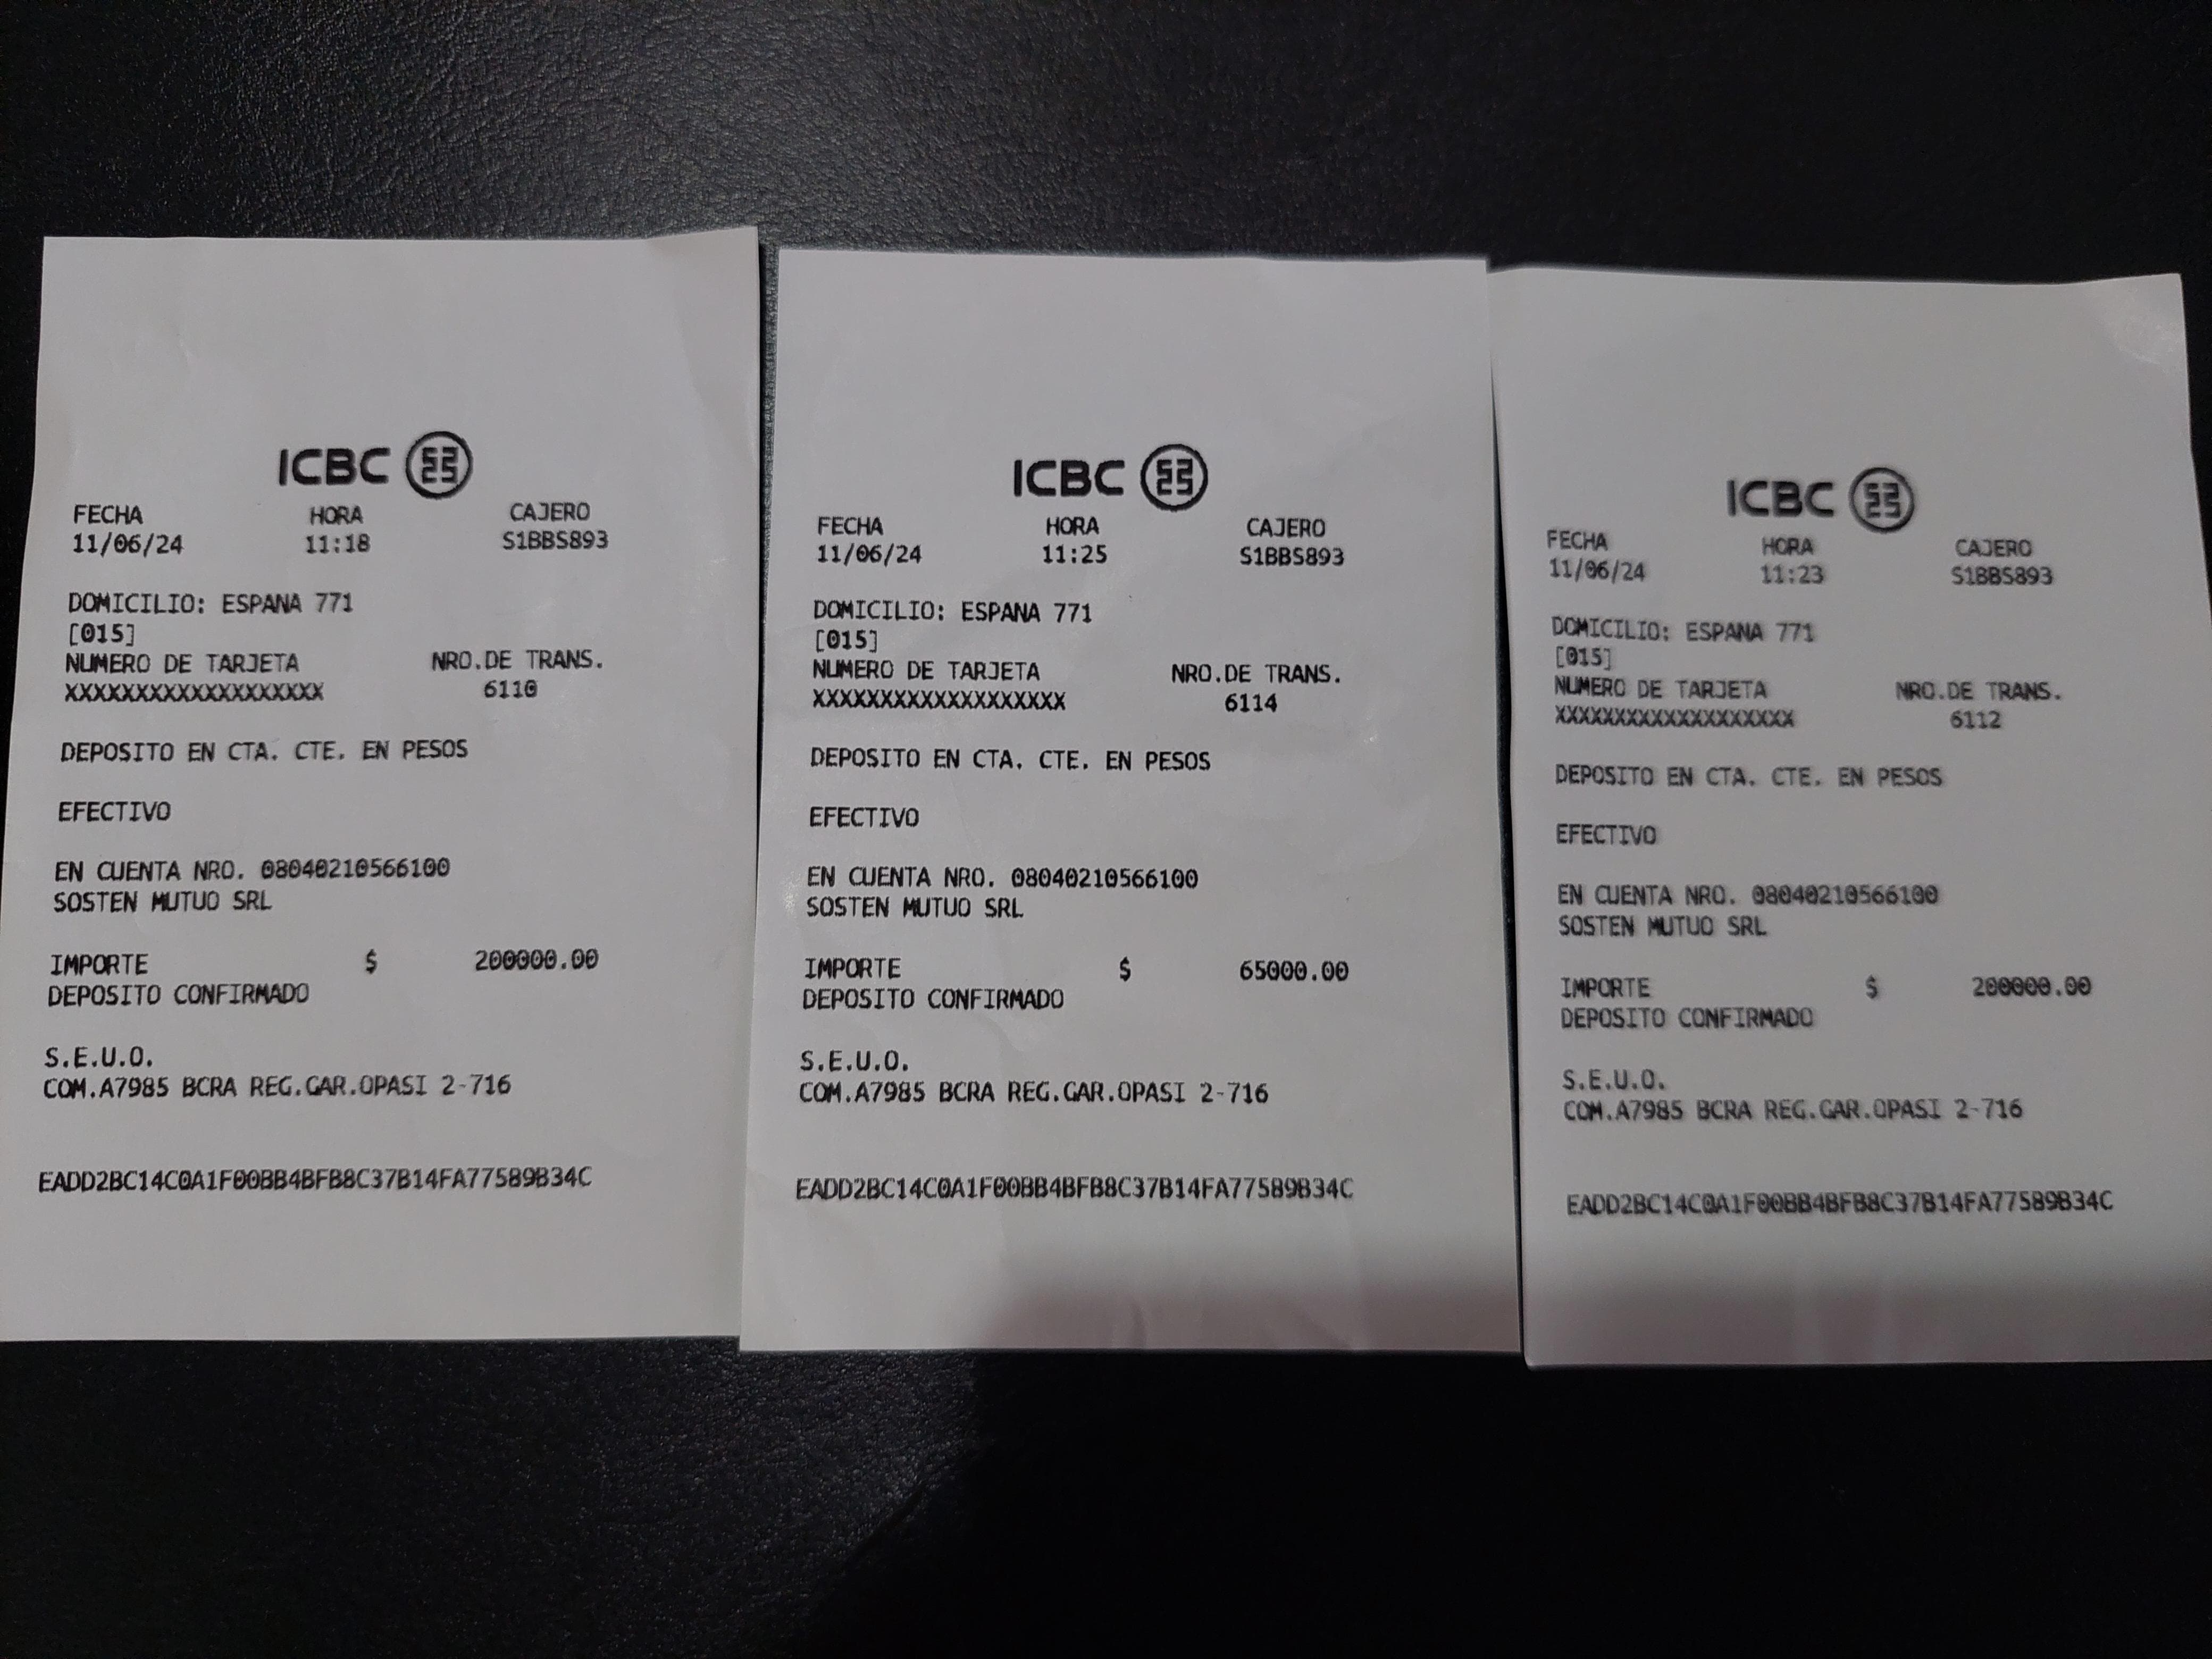 ICBC
FECHA HORA CAJERO
11/06/24 11:18 S1BBS893
DOMICILIO: ESPANA 771
[015]
NUMERO DE TARJETA NRO.DE TRANS.
XXXXXXXXXXXXXXXXXX 6110
DEPOSITO EN CTA. CTE. EN PESOS
EFECTIVO
EN CUENTA NRO. 08040210566100
SOSTEN MUTUO SRL
IMPORTE $ 200000.00
DEPOSITO CONFIRMADO
S.E.U.O.
COM.A7985 BCRA REG.GAR.OPASI 2-716
EADD2BC14C0A1F00BB4BFB8C37B14FA77589B34C
ICBC
FECHA HORA CAJERO
11/06/24 11:25 S1BBS893
DOMICILIO: ESPANA 771
[015]
NUMERO DE TARJETA NRO.DE TRANS.
XXXXXXXXXXXXXXXXXX 6114
DEPOSITO EN CTA. CTE. EN PESOS
EFECTIVO
EN CUENTA NRO. 08040210566100
SOSTEN MUTUO SRL
IMPORTE $ 65000.00
DEPOSITO CONFIRMADO
S.E.U.O.
COM.A7985 BCRA REG.GAR.OPASI 2-716
EADD2BC14C0A1F00BB4BFB8C37B14FA77589B34C
ICBC
FECHA HORA CAJERO
11/06/24 11:23 S1BBS893
DOMICILIO: ESPANA 771
[015]
NUMERO DE TARJETA NRO.DE TRANS.
XXXXXXXXXXXXXXXXXX 6112
DEPOSITO EN CTA. CTE. EN PESOS
EFECTIVO
EN CUENTA NRO. 08040210566100
SOSTEN MUTUO SRL
IMPORTE $ 200000.00
DEPOSITO CONFIRMADO
S.E.U.O.
COM.A7985 BCRA REG.GAR.OPASI 2-716
EADD2BC14C0A1F00BB4BFB8C37B14FA77589B34C